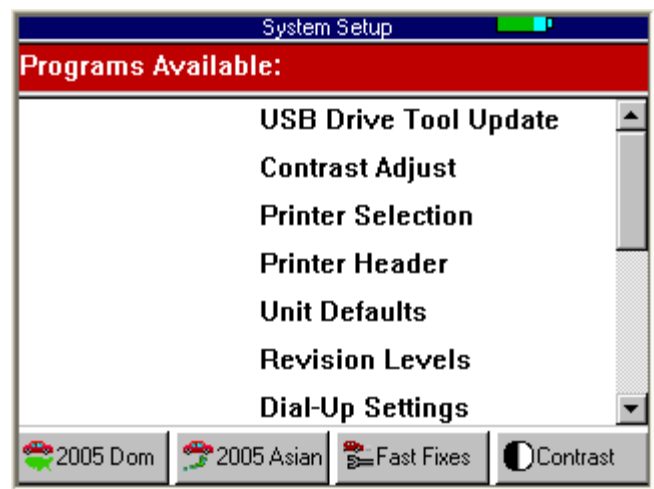 System Setup
Programs Available:
USB Drive Tool Update
Contrast Adjust
Printer Selection
Printer Header
Unit Defaults
Revision Levels
Dial-Up Settings
2005 Dom 2005 Asian Fast Fixes Contrast